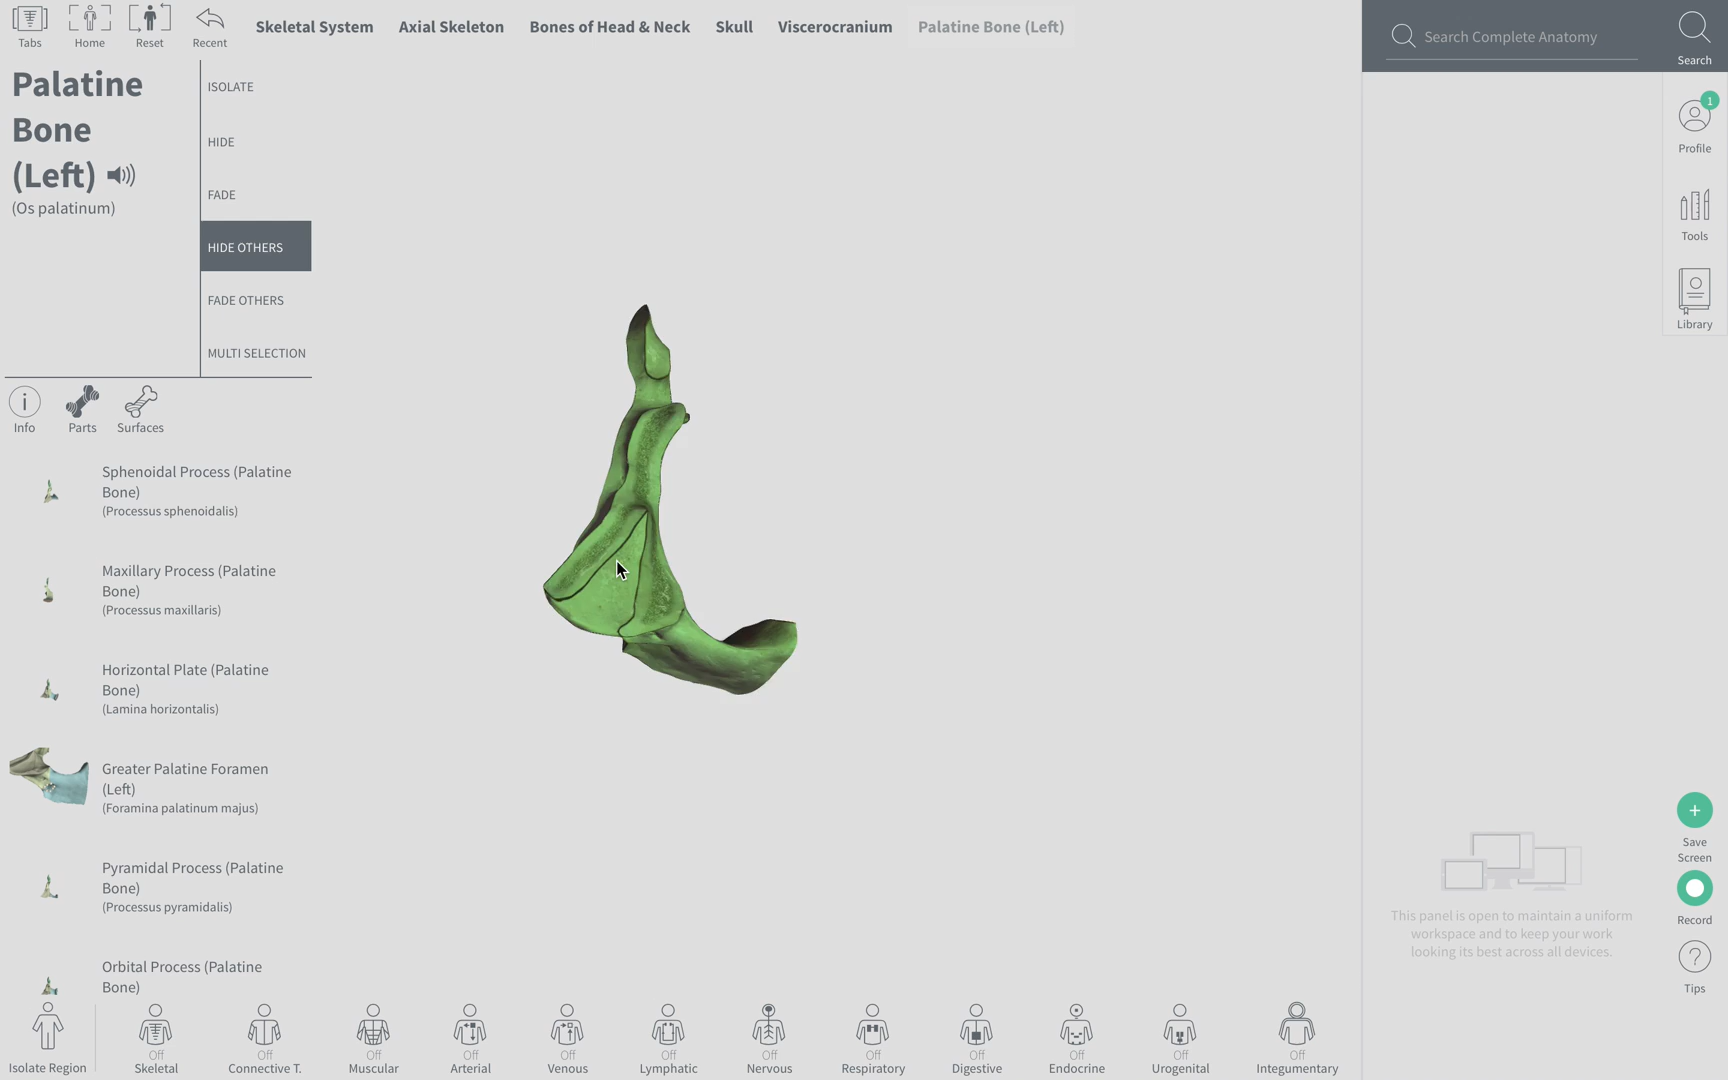 Tabs
Home
Reset
Recent
Skeletal System
Axial Skeleton
Bones of Head & Neck
Skull
Viscerocranium
Palatine Bone (Left)
Search Complete Anatomy
Search
Palatine
Bone
(Left)
(Os palatinum)
ISOLATE
HIDE
FADE
HIDE OTHERS
FADE OTHERS
MULTI SELECTION
Info
Parts
Surfaces
Sphenoidal Process (Palatine
Bone)
(Processus sphenoidalis)
Maxillary Process (Palatine
Bone)
(Processus maxillaris)
Horizontal Plate (Palatine
Bone)
(Lamina horizontalis)
Greater Palatine Foramen
(Left)
(Foramina palatinum majus)
Pyramidal Process (Palatine
Bone)
(Processus pyramidalis)
Orbital Process (Palatine
Bone)
1
Profile
Tools
Library
+
Save
Screen
Record
?
Tips
This panel is open to maintain a uniform
workspace and to keep your work
looking its best across all devices.
Isolate Region
Off
Skeletal
Off
Connective T.
Off
Muscular
Off
Arterial
Off
Venous
Off
Lymphatic
Off
Nervous
Off
Respiratory
Off
Digestive
Off
Endocrine
Off
Urogenital
Off
Integumentary